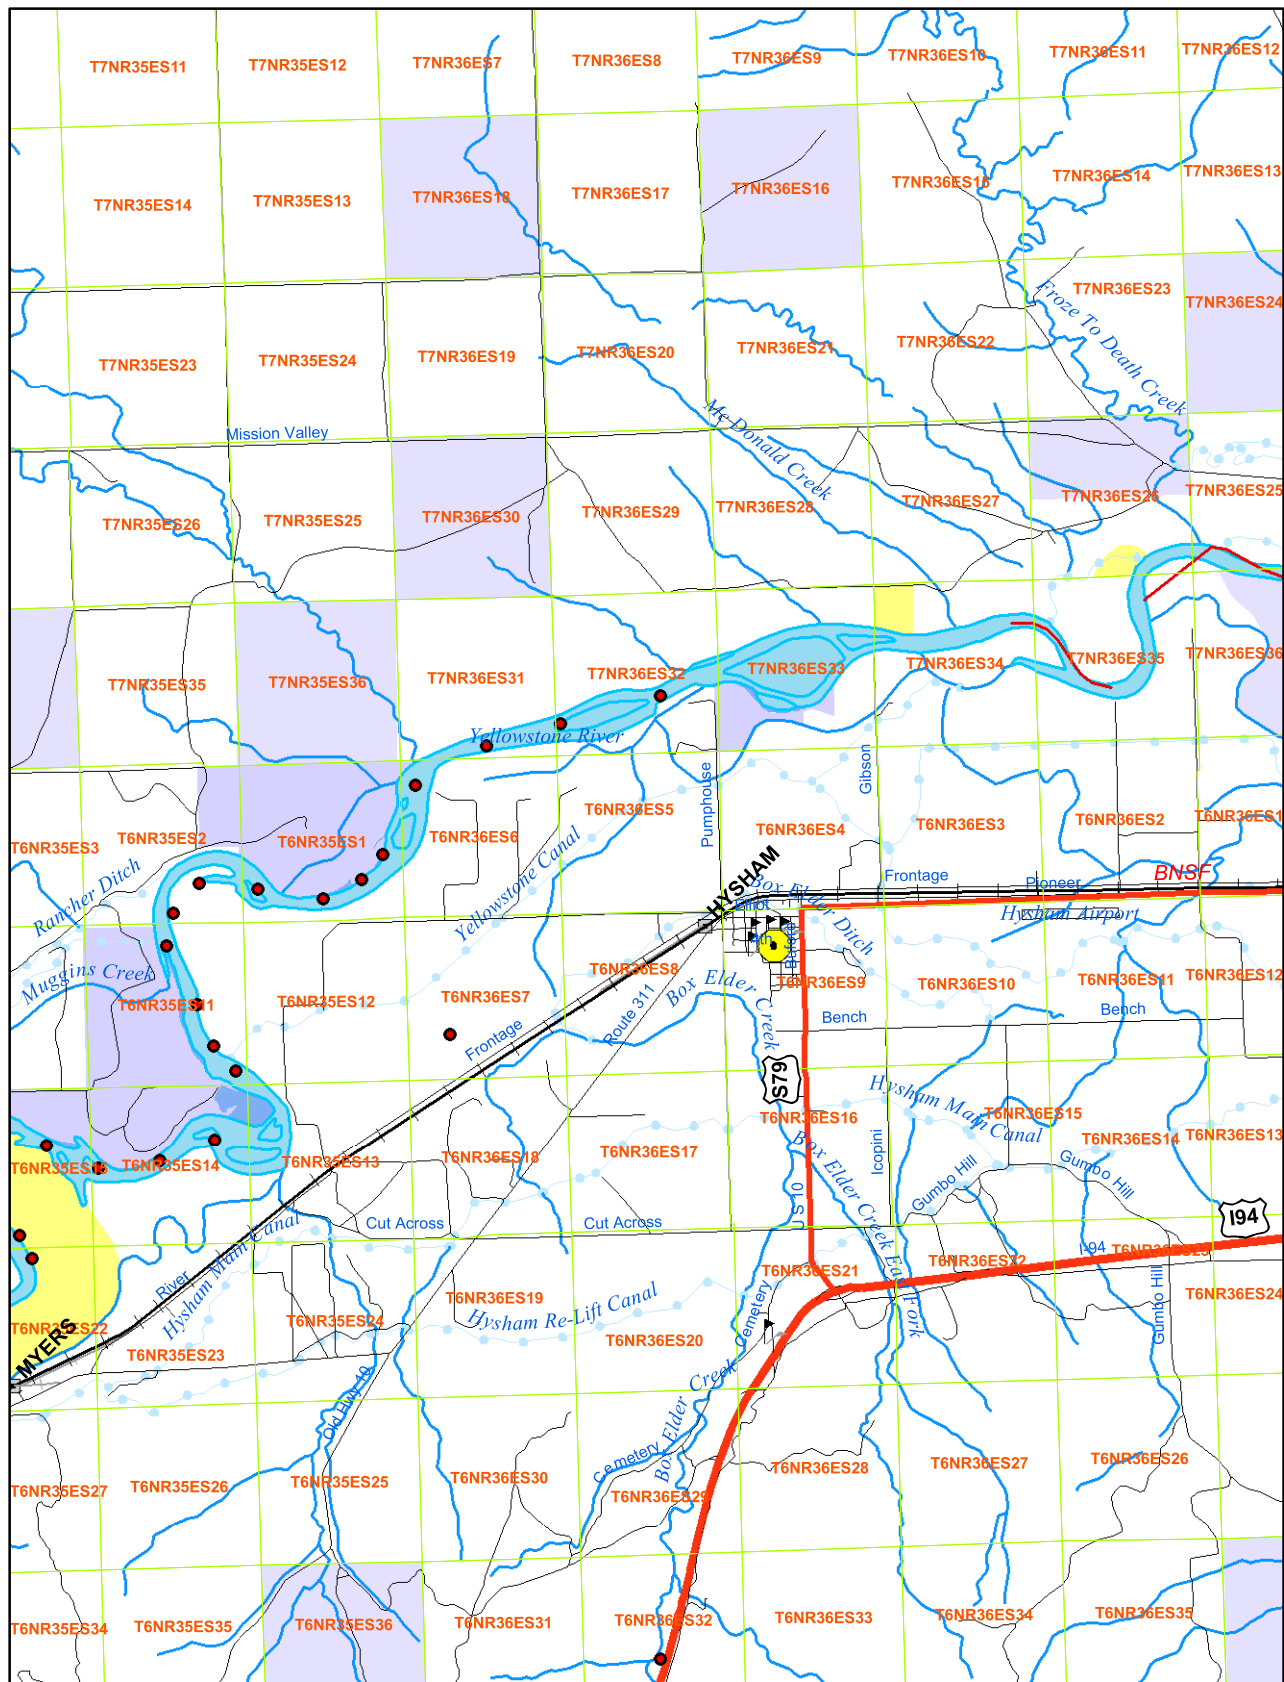 T7NR35ES11
T7NR35ES12
T7NR36ES7
T7NR36ES8
T7NR36ES9
T7NR36ES10
T7NR36ES11
T7NR36ES12
T7NR35ES14
T7NR35ES13
T7NR36ES18
T7NR36ES17
T7NR36ES16
T7NR36ES15
T7NR36ES14
T7NR36ES13
T7NR35ES23
T7NR35ES24
T7NR36ES19
T7NR36ES20
T7NR36ES21
T7NR36ES22
T7NR36ES23
T7NR36ES24
Froze To Death Creek
Mission Valley
McDonald Creek
T7NR35ES26
T7NR35ES25
T7NR36ES30
T7NR36ES29
T7NR36ES28
T7NR36ES27
T7NR36ES26
T7NR36ES25
T7NR35ES35
T7NR35ES36
T7NR36ES31
T7NR36ES32
T7NR36ES33
T7NR36ES34
T7NR36ES35
T7NR36ES36
Yellowstone River
Pumphouse
Gibson
T6NR35ES3
T6NR35ES2
T6NR35ES1
T6NR36ES6
T6NR36ES5
T6NR36ES4
T6NR36ES3
T6NR36ES2
T6NR36ES1
Rancher Ditch
Yellowstone Canal
HYSHAM
Box Elder Ditch
Frontage
Pioneer
BNSF
Elliot
Hysham Airport
4th
Buford
Muggins Creek
T6NR35ES11
T6NR35ES12
T6NR36ES7
T6NR36ES8
T6NR36ES9
T6NR36ES10
T6NR36ES11
T6NR36ES12
Frontage
Route 311
Box Elder Creek
Bench
Bench
S79
Hysham Main Canal
T6NR35ES15
T6NR35ES14
T6NR35ES13
T6NR36ES18
T6NR36ES17
T6NR36ES16
T6NR36ES15
T6NR36ES14
T6NR36ES13
Icopini
Gumbo Hill
Gumbo Hill
US 10
Box Elder Creek East Fork
Cut Across
Cut Across
I94
I-94
Hysham Main Canal
River
MYERS
T6NR35ES22
T6NR35ES23
T6NR35ES24
T6NR36ES19
T6NR36ES20
T6NR36ES21
T6NR36ES22
T6NR36ES23
T6NR36ES24
Hysham Re-Lift Canal
Cemetery
Gumbo Hill
Old Hwy 10
Cemetery
Box Elder Creek
T6NR35ES27
T6NR35ES26
T6NR35ES25
T6NR36ES30
T6NR36ES29
T6NR36ES28
T6NR36ES27
T6NR36ES26
T6NR35ES34
T6NR35ES35
T6NR35ES36
T6NR36ES31
T6NR36ES32
T6NR36ES33
T6NR36ES34
T6NR36ES35